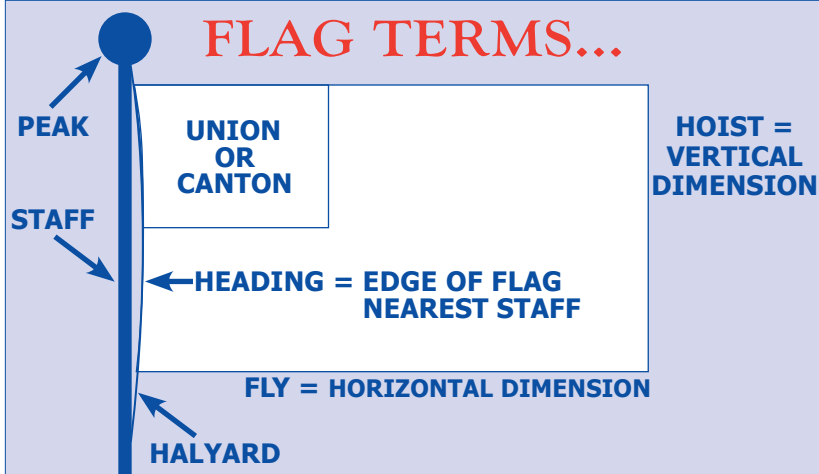 FLAG TERMS...
PEAK
UNION
OR
CANTON
HOIST =
VERTICAL
DIMENSION
STAFF
HEADING = EDGE OF FLAG
NEAREST STAFF
FLY = HORIZONTAL DIMENSION
HALYARD